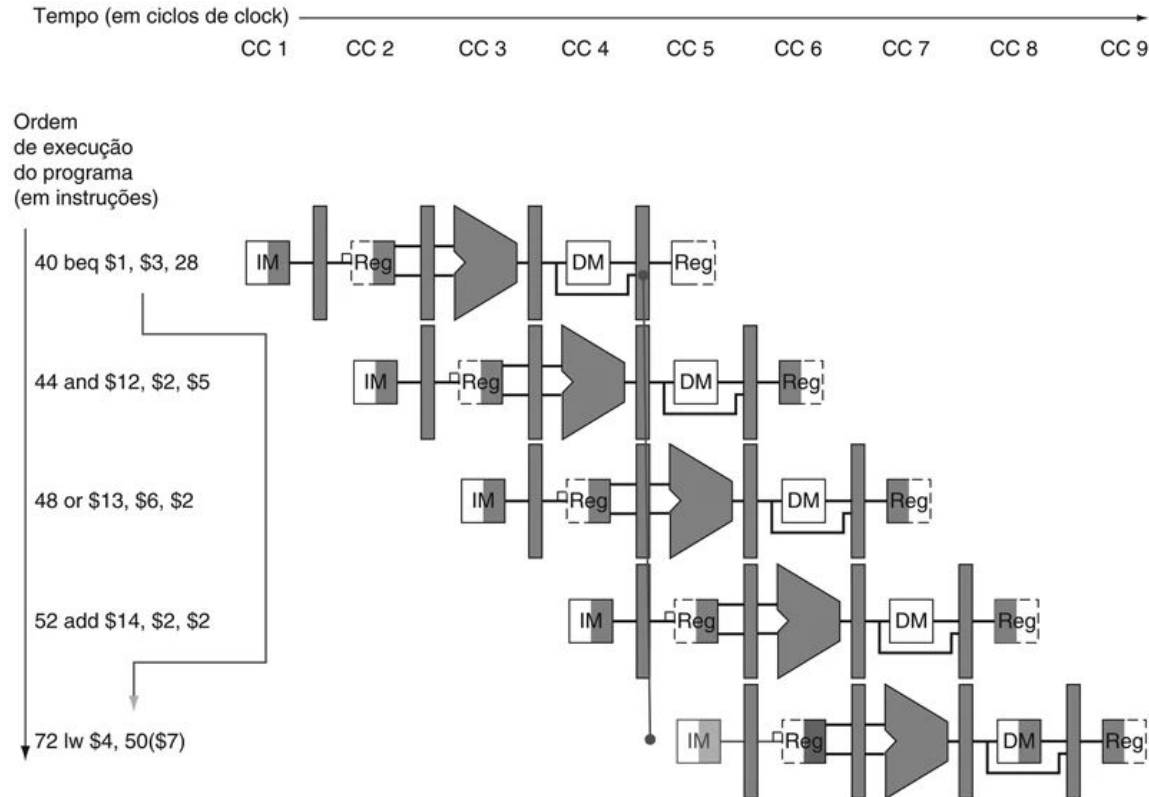 Tempo (em ciclos de clock)
CC 1 CC 2 CC 3 CC 4 CC 5 CC 6 CC 7 CC 8 CC 9
Ordem
de execução
do programa
(em instruções)
40 beq $1, $3, 28
IM Reg DM Reg
44 and $12, $2, $5
IM Reg DM Reg
48 or $13, $6, $2
IM Reg DM Reg
52 add $14, $2, $2
IM Reg DM Reg
72 lw $4, 50($7)
IM Reg DM Reg